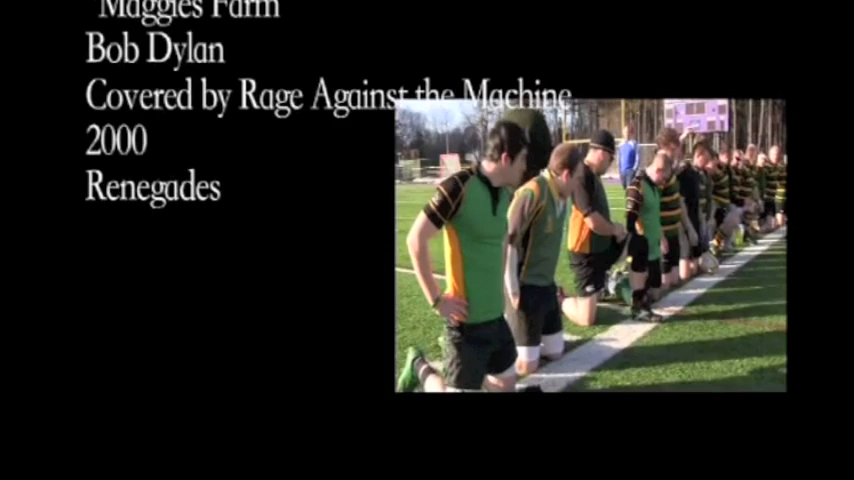 "Maggies Farm
Bob Dylan
Covered by Rage Against the Machine
2000
Renegades